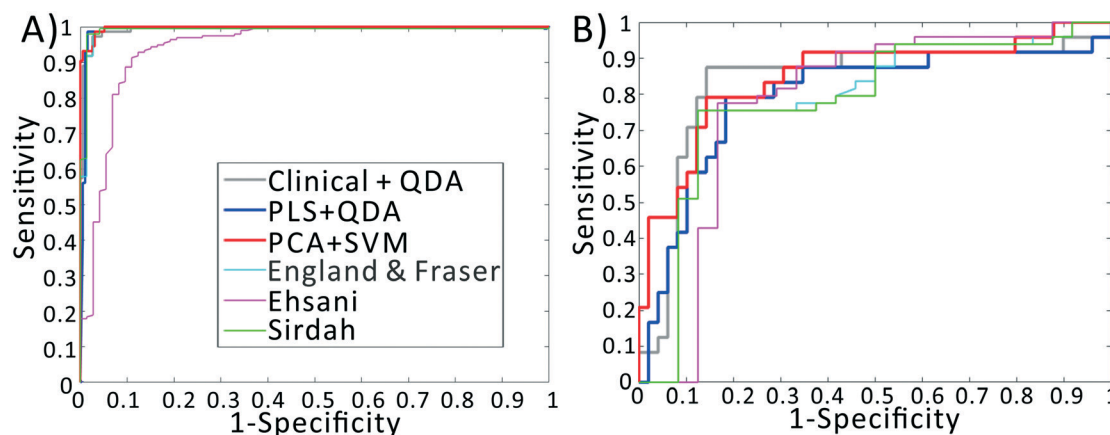 A)
1
0.9
0.8
0.7
0.6
0.5
0.4
0.3
0.2
0.1
0
Sensitivity
Clinical + QDA
PLS+QDA
PCA+SVM
England & Fraser
Ehsani
Sirdah
0 0.1 0.2 0.3 0.4 0.5 0.6 0.7 0.8 0.9 1
1-Specificity
B)
1
0.9
0.8
0.7
0.6
0.5
0.4
0.3
0.2
0.1
0
Sensitivity
0 0.1 0.2 0.3 0.4 0.5 0.6 0.7 0.8 0.9 1
1-Specificity